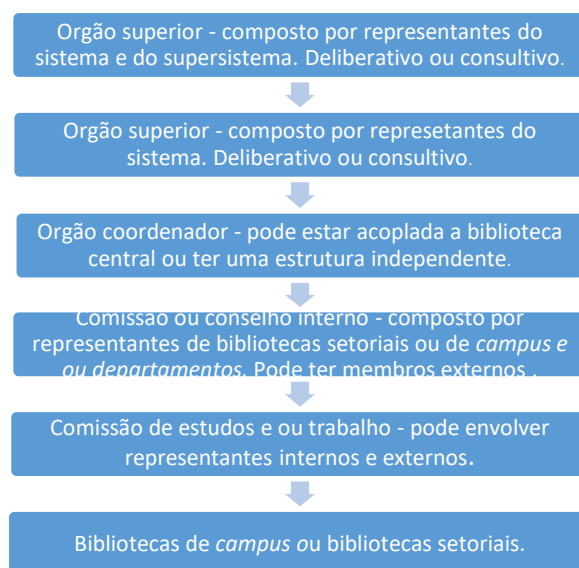 Orgão superior - composto por representantes do
sistema e do supersistema. Deliberativo ou consultivo.
Orgão superior - composto por represetantes do
sistema. Deliberativo ou consultivo.
Orgão coordenador - pode estar acoplada a biblioteca
central ou ter uma estrutura independente.
Comissão ou conselho interno - composto por
representantes de bibliotecas setoriais ou de campus e
ou departamentos. Pode ter membros externos .
Comissão de estudos e ou trabalho - pode envolver
representantes internos e externos.
Bibliotecas de campus ou bibliotecas setoriais.